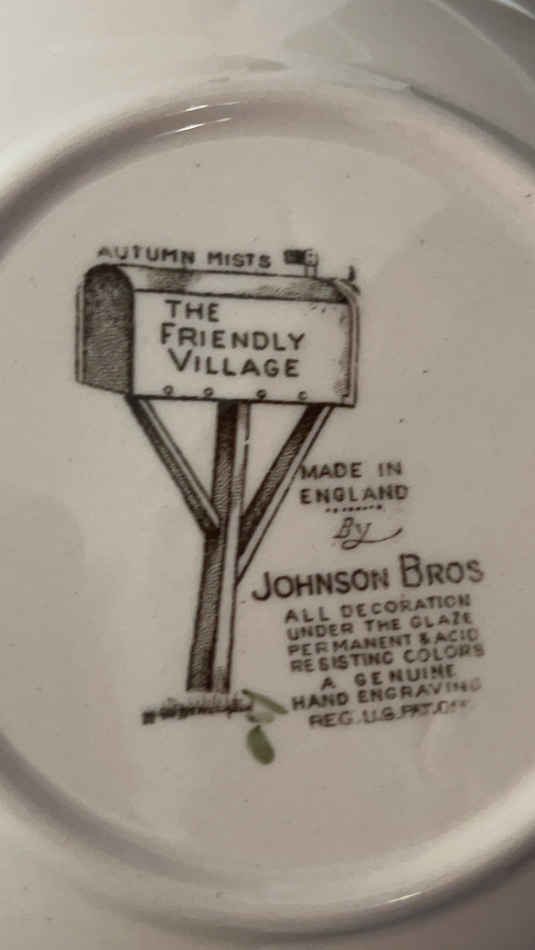 AUTUMN MISTS
THE
FRIENDLY
VILLAGE
MADE IN
ENGLAND
By
JOHNSON BROS
ALL DECORATION
UNDER THE GLAZE
PERMANENT & ACID
RESISTING COLORS
A GENUINE
HAND ENGRAVING
REG. U.S. PAT. OFF.